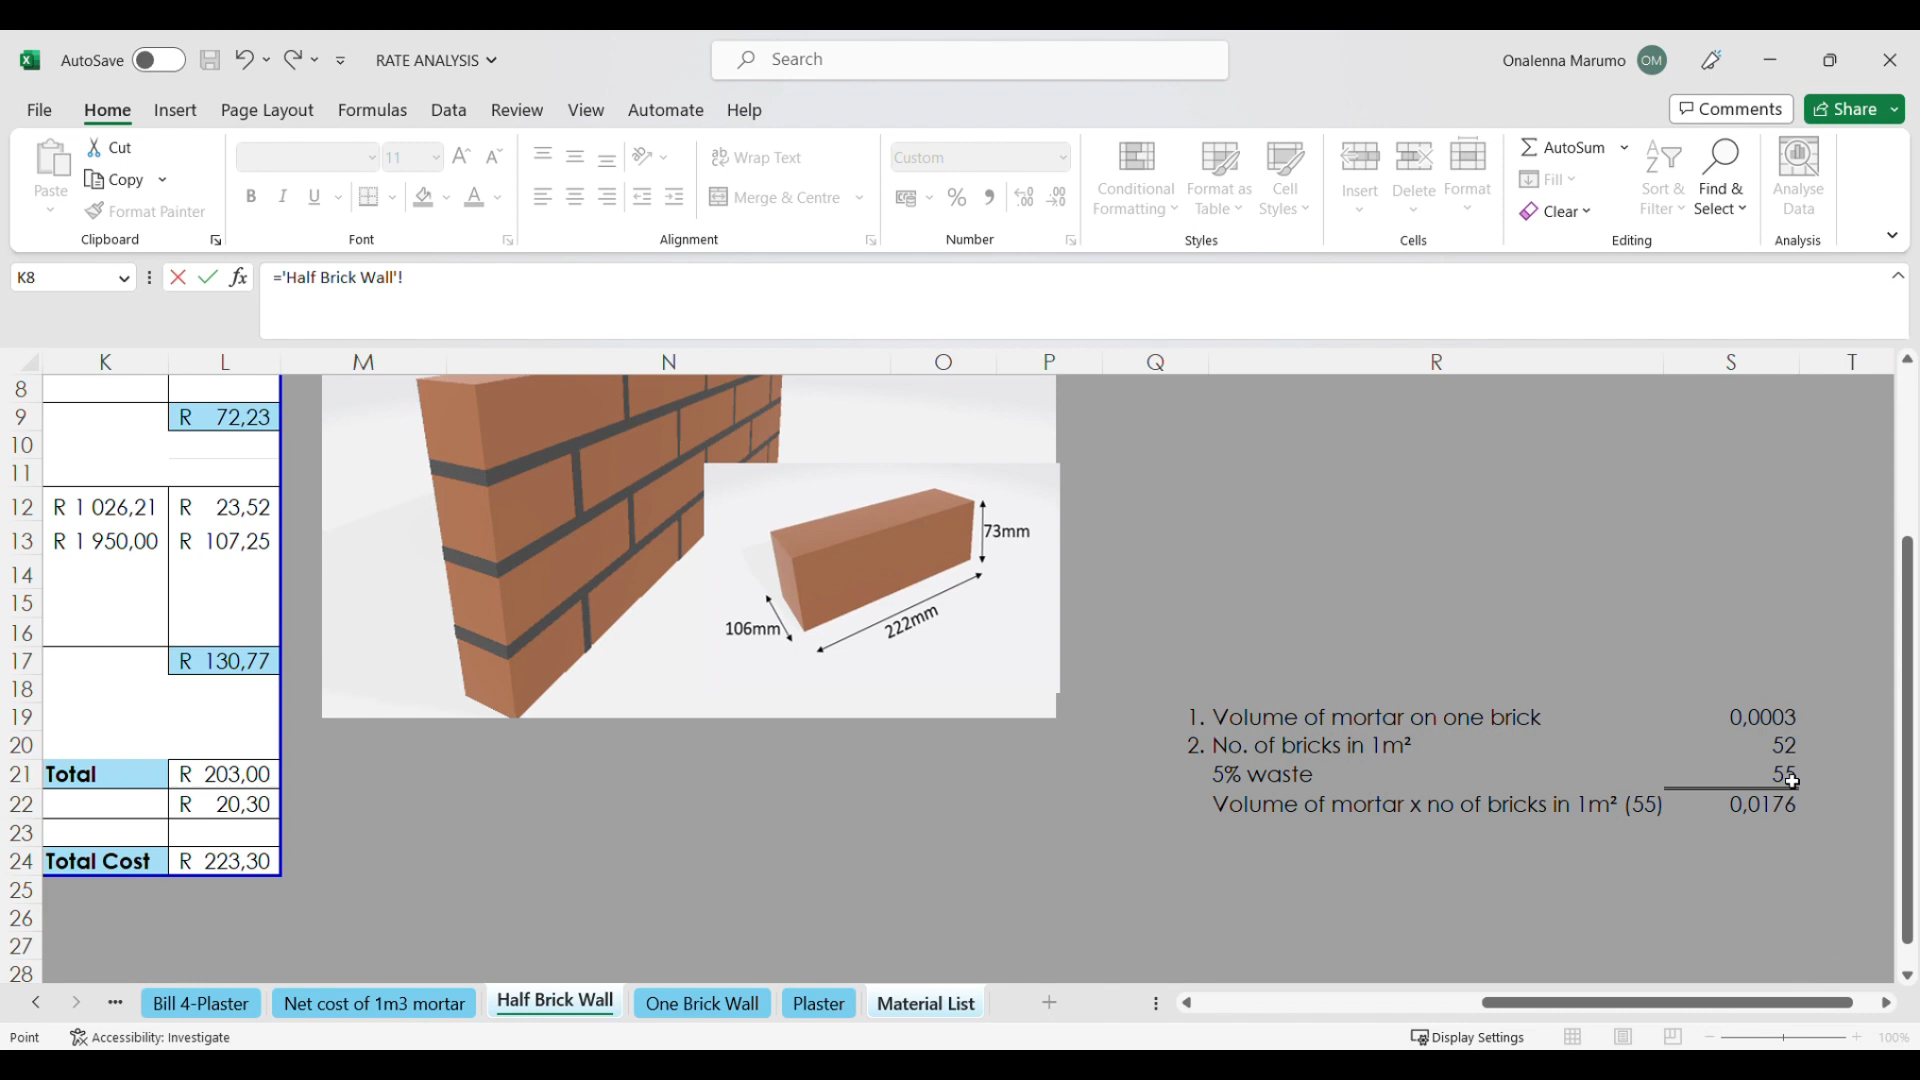 AutoSave
RATE ANALYSIS
Search
Onalenna Marumo
OM
File Home Insert Page Layout Formulas Data Review View Automate Help
Comments
Share
Paste
Cut
Copy
Format Painter
Clipboard
11
B I U
A
Font
Wrap Text
Merge & Centre
Alignment
Custom
%
Number
Conditional
Formatting
Format as
Table
Cell
Styles
Styles
Insert
Delete
Format
Cells
AutoSum
Fill
Clear
Sort &
Filter
Find &
Select
Editing
Analyse
Data
Analysis
K8
fx
='Half Brick Wall'!
K L M N O P Q R S T
8
9 R 72,23
10
11
12 R 1 026,21 R 23,52
13 R 1 950,00 R 107,25
14
15
16
17 R 130,77
18
19 1. Volume of mortar on one brick 0,0003
20 2. No. of bricks in 1m² 52
21 Total R 203,00 5% waste 55
22 R 20,30 Volume of mortar x no of bricks in 1m² (55) 0,0176
23
24 Total Cost R 223,30
25
26
27
28
73mm
106mm
222mm
Bill 4-Plaster
Net cost of 1m3 mortar
Half Brick Wall
One Brick Wall
Plaster
Material List
Point
Accessibility: Investigate
Display Settings
100%